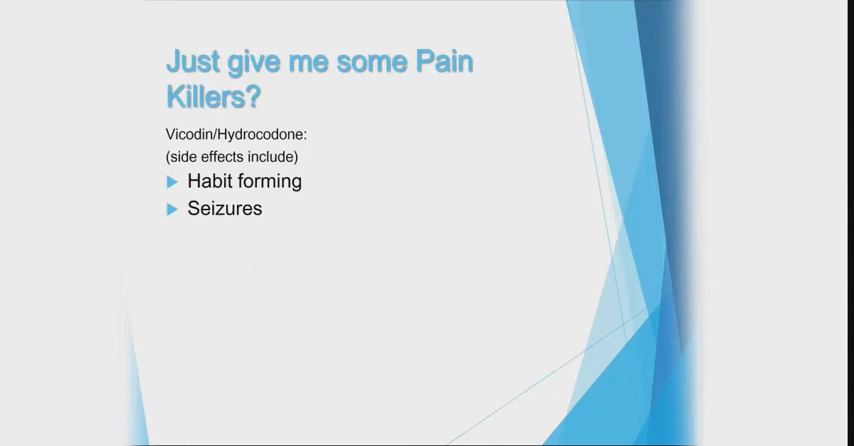 Just give me some Pain
Killers?
Vicodin/Hydrocodone:
(side effects include)
Habit forming
Seizures